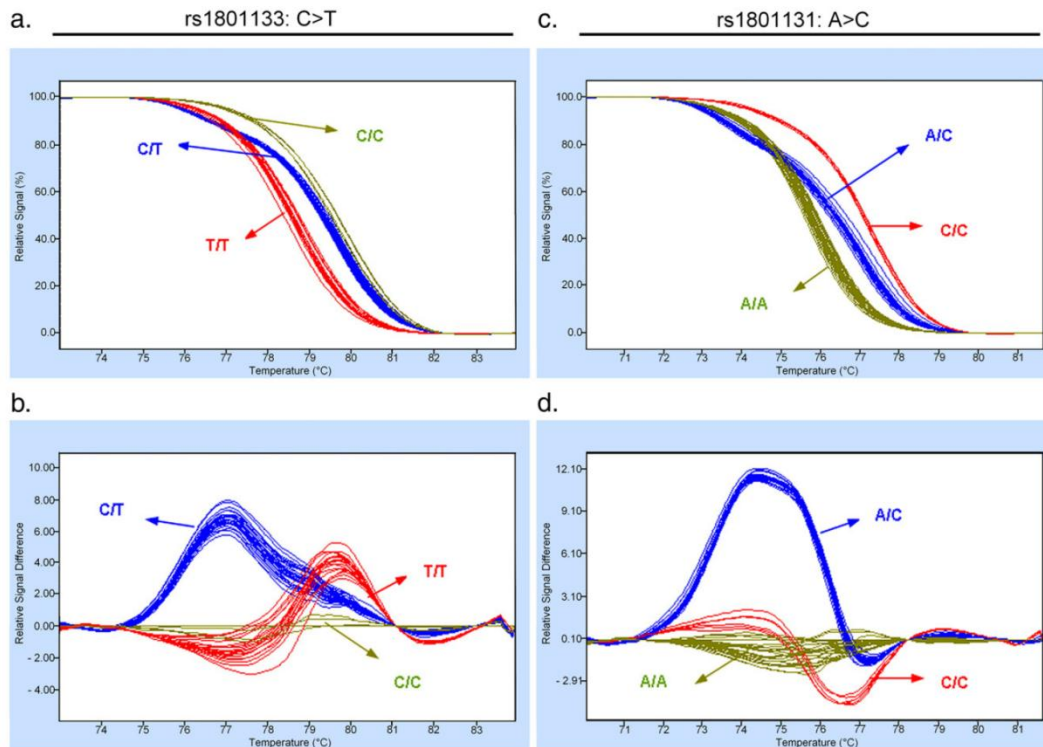 a.
rs1801133: C>T
100.0
80.0
60.0
40.0
20.0
0.0
Relative Signal (%)
C/C
C/T
T/T
74 75 76 77 78 79 80 81 82 83
Temperature (°C)
c.
rs1801131: A>C
100.0
80.0
60.0
40.0
20.0
0.0
Relative Signal (%)
A/C
C/C
A/A
71 72 73 74 75 76 77 78 79 80 81
Temperature (°C)
b.
10.00
8.00
6.00
4.00
2.00
0.00
- 2.00
- 4.00
Relative Signal Difference
C/T
T/T
C/C
74 75 76 77 78 79 80 81 82 83
Temperature (°C)
d.
12.10
9.10
6.10
3.10
0.10
- 2.91
Relative Signal Difference
A/C
A/A
C/C
71 72 73 74 75 76 77 78 79 80 81
Temperature (°C)